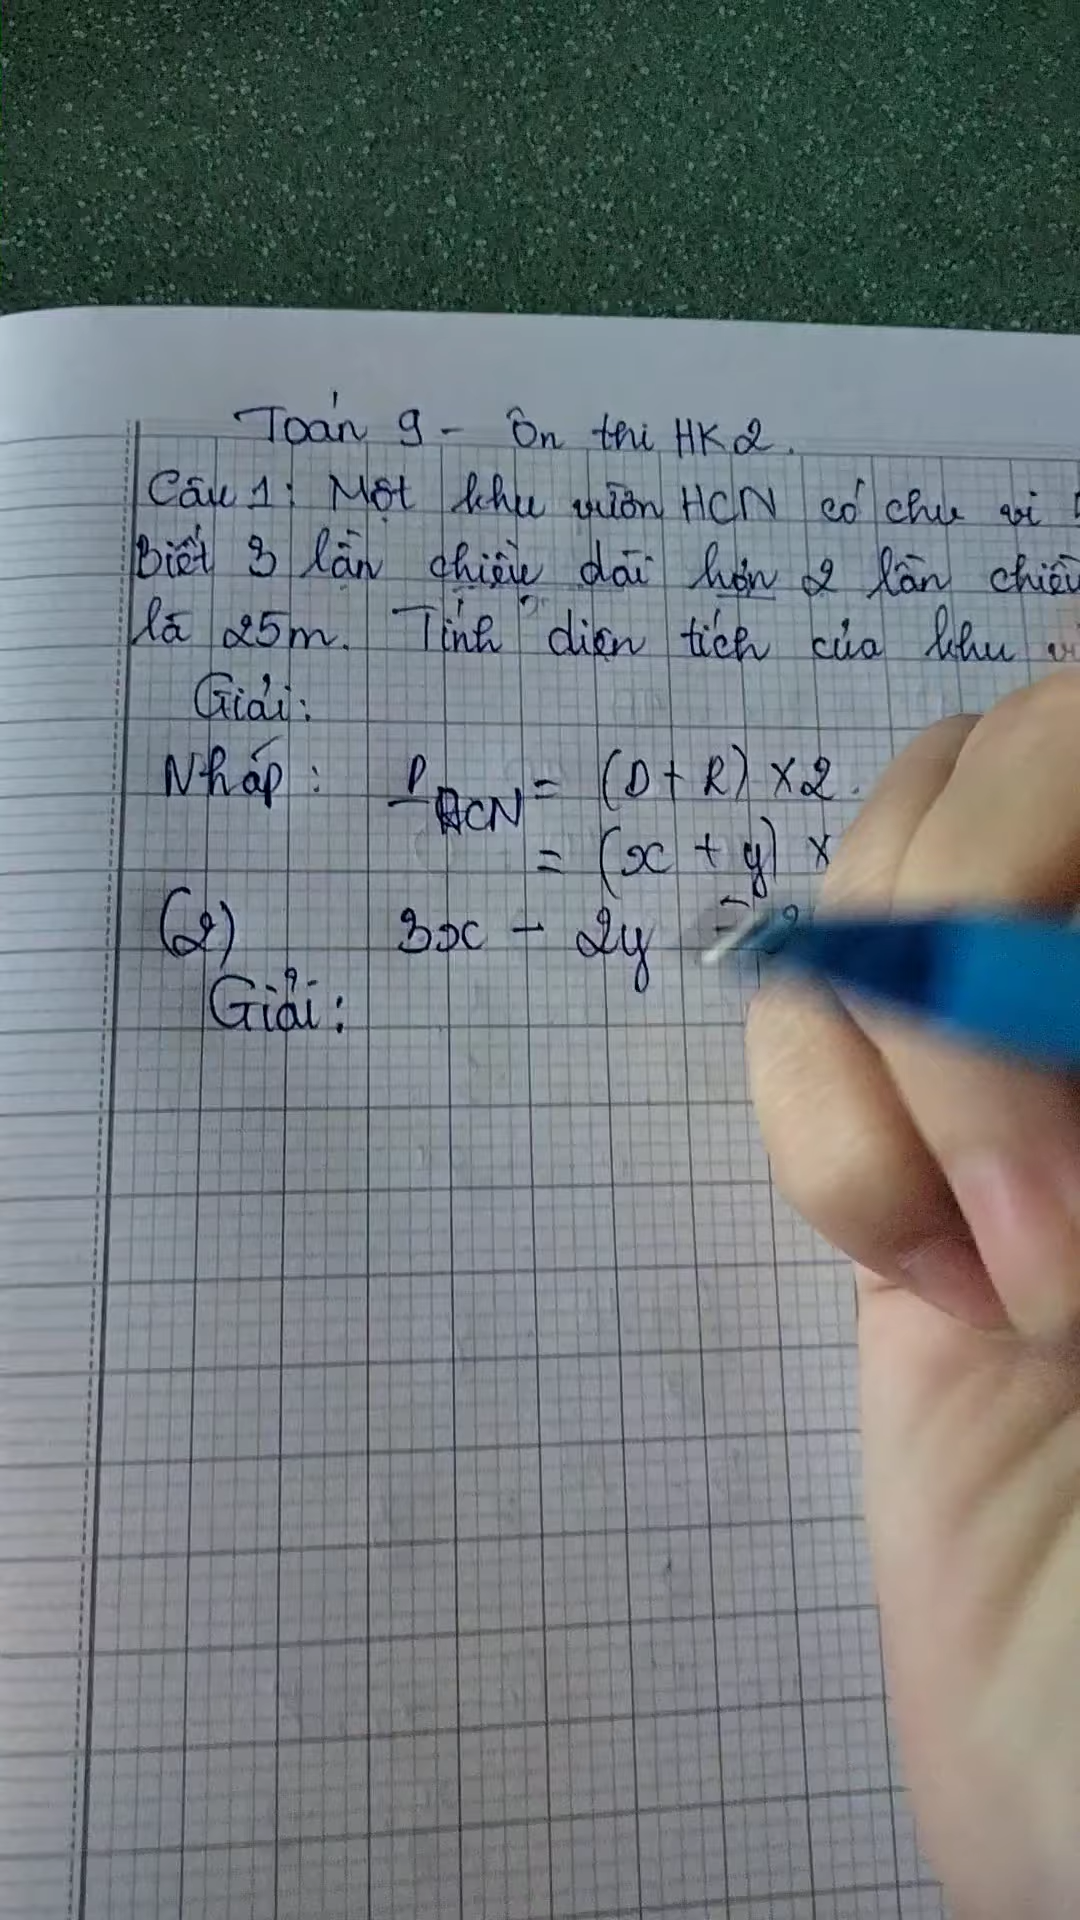 Toán 9 - Ôn thi HK2.
Câu 1: Một khu vườn HCN có chu vi
Biết 3 lần chiều dài hơn 2 lần
là 25m. Tính diện tích của khu
Giải:
Nháp: P HCN = (D + R) × 2.
= (x + y) ×
(2) 3x - 2y =
Giải: